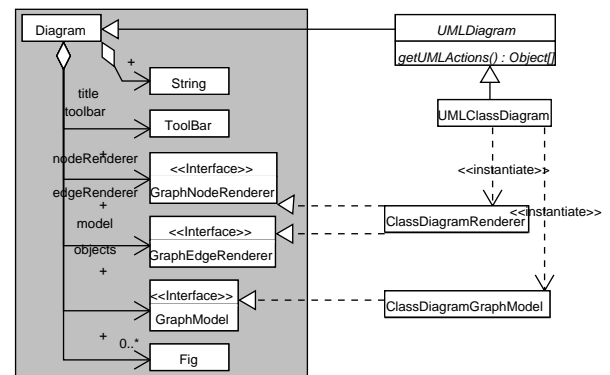 Diagram
UMLDiagram
getUMLActions() : Object[]
+
String
title
toolbar
ToolBar
UMLClassDiagram
+
nodeRenderer
<<Interface>>
GraphNodeRenderer
<<instantiate>>
edgeRenderer
+
<<instantiate>>
model
<<Interface>>
GraphEdgeRenderer
ClassDiagramRenderer
objects
+
<<Interface>>
GraphModel
ClassDiagramGraphModel
+
0..*
Fig